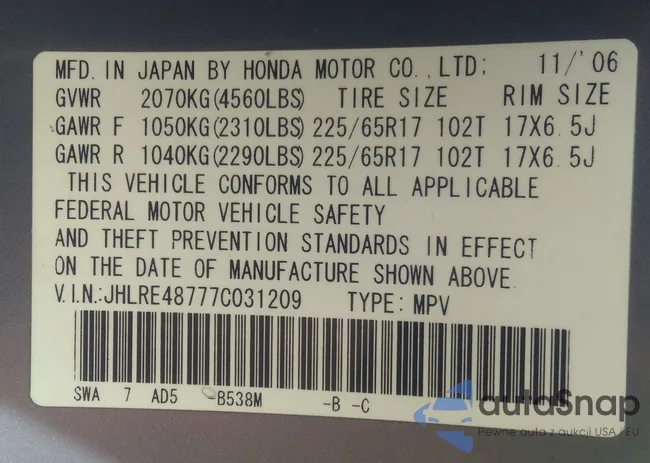 MFD. IN JAPAN BY HONDA MOTOR CO., LTD; 11/'06
GVWR 2070KG(4560LBS) TIRE SIZE RIM SIZE
GAWR F 1050KG(2310LBS) 225/65R17 102T 17X6.5J
GAWR R 1040KG(2290LBS) 225/65R17 102T 17X6.5J
THIS VEHICLE CONFORMS TO ALL APPLICABLE
FEDERAL MOTOR VEHICLE SAFETY
AND THEFT PREVENTION STANDARDS IN EFFECT
ON THE DATE OF MANUFACTURE SHOWN ABOVE.
V.I.N.:JHLRE48777C031209 TYPE: MPV
SWA 7 AD5 B538M -B -C
autoSnap
Pewne auta z aukcji USA i EU